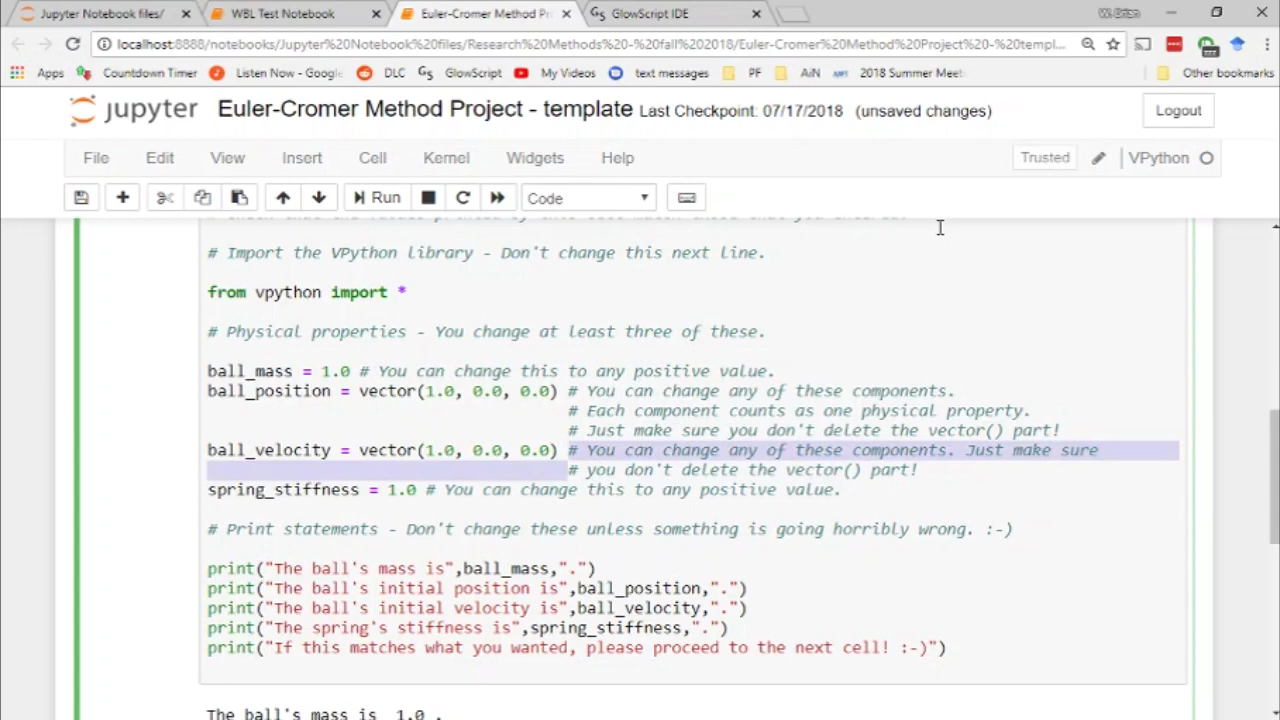 Jupyter Notebook files/ WBL Test Notebook Euler-Cromer Method Pr GlowScript IDE
localhost:8888/notebooks/Jupyter%20Notebook%20files/Research%20Methods%20-%20fall%202018/Euler-Cromer%20Method%20Project%20-%20templ...
Apps Countdown Timer Listen Now - Google DLC GlowScript My Videos text messages PF AiN 2018 Summer Meet Other bookmarks
jupyter Euler-Cromer Method Project - template Last Checkpoint: 07/17/2018 (unsaved changes) Logout
File Edit View Insert Cell Kernel Widgets Help Trusted VPython
Run Code
# Import the VPython library - Don't change this next line.
from vpython import *
# Physical properties - You change at least three of these.
ball_mass = 1.0 # You can change this to any positive value.
ball_position = vector(1.0, 0.0, 0.0) # You can change any of these components.
# Each component counts as one physical property.
# Just make sure you don't delete the vector() part!
ball_velocity = vector(1.0, 0.0, 0.0) # You can change any of these components. Just make sure
# you don't delete the vector() part!
spring_stiffness = 1.0 # You can change this to any positive value.
# Print statements - Don't change these unless something is going horribly wrong. :-)
print("The ball's mass is",ball_mass,".")
print("The ball's initial position is",ball_position,".")
print("The ball's initial velocity is",ball_velocity,".")
print("The spring's stiffness is",spring_stiffness,".")
print("If this matches what you wanted, please proceed to the next cell! :-)")
The ball's mass is 1.0 .